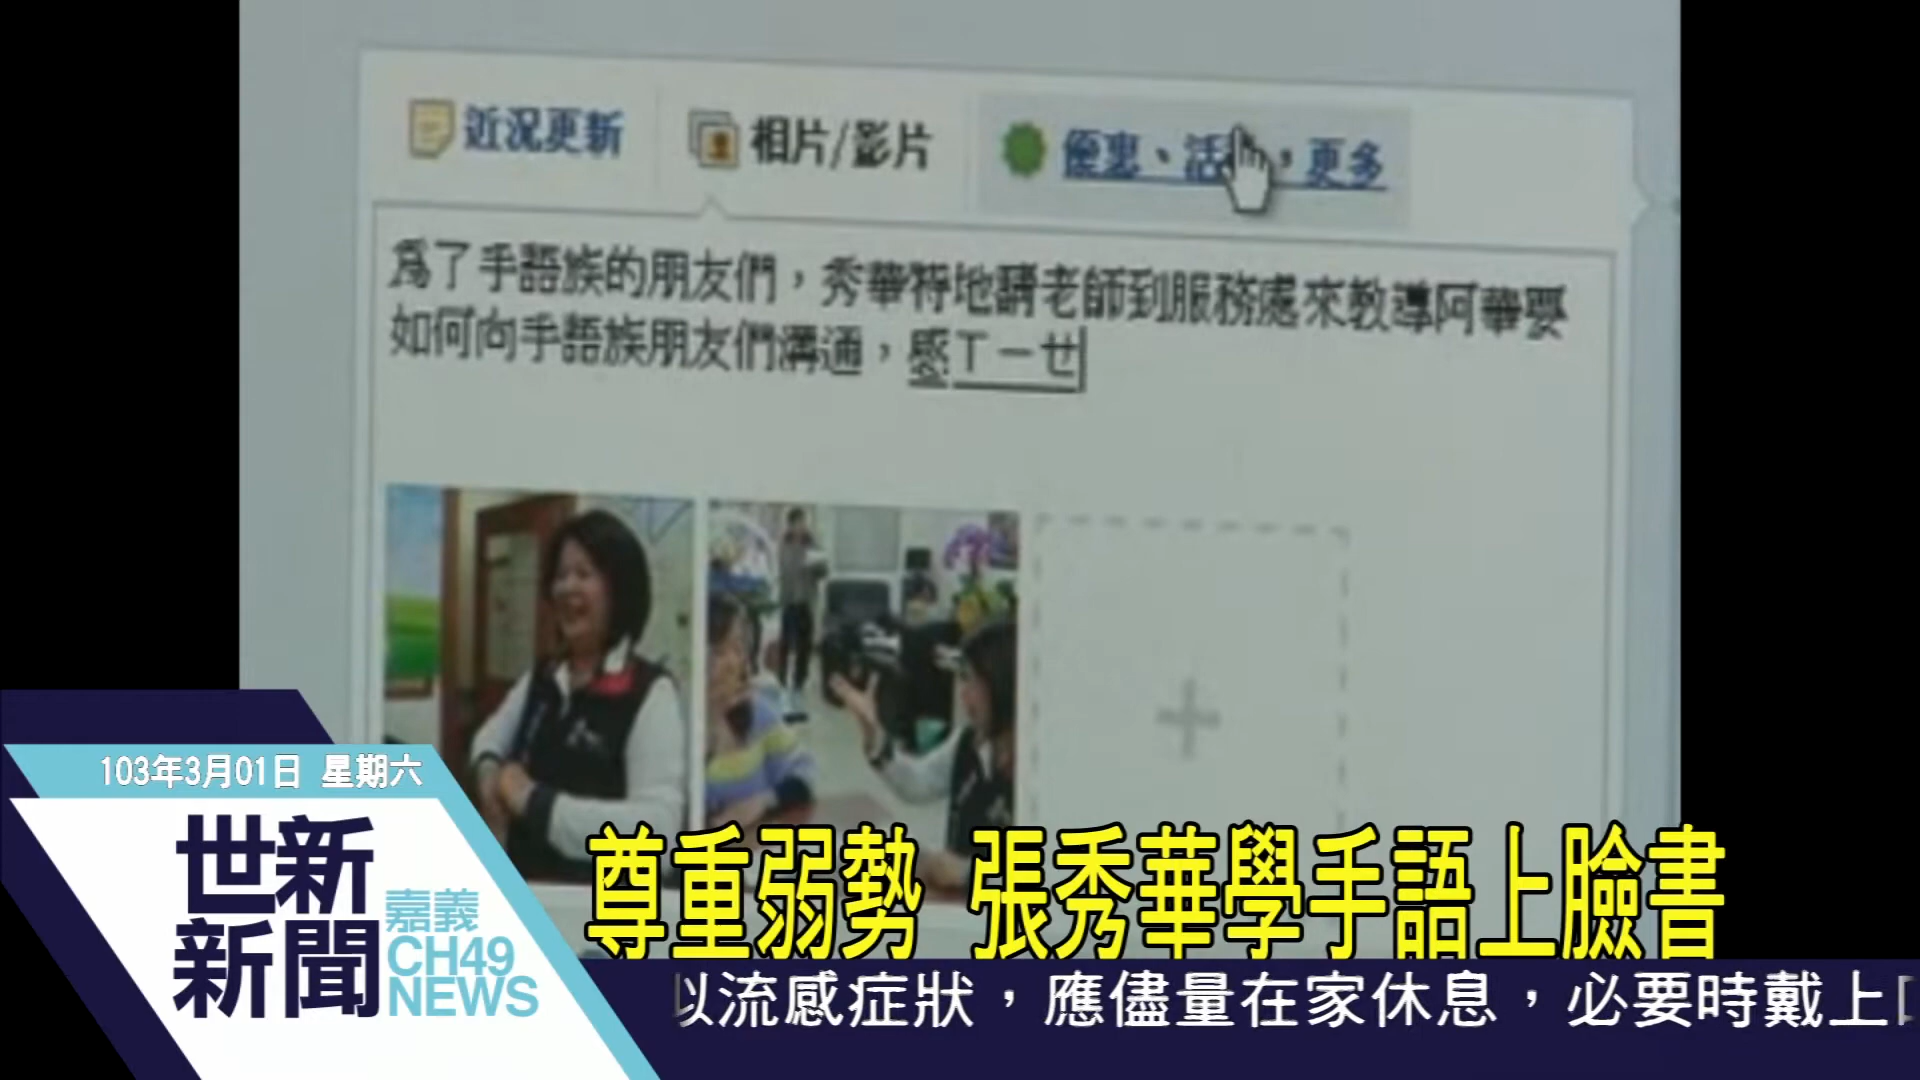 近況更新 相片/影片 優惠、活，更多
為了手語族的朋友們，秀華特地請老師到服務處來教導阿華要
如何向手語族朋友們溝通，感ㄒㄧㄝ
103年3月01日 星期六
世新
新聞
嘉義
CH49
NEWS
尊重弱勢 張秀華學手語上臉書
以流感症狀，應儘量在家休息，必要時戴上